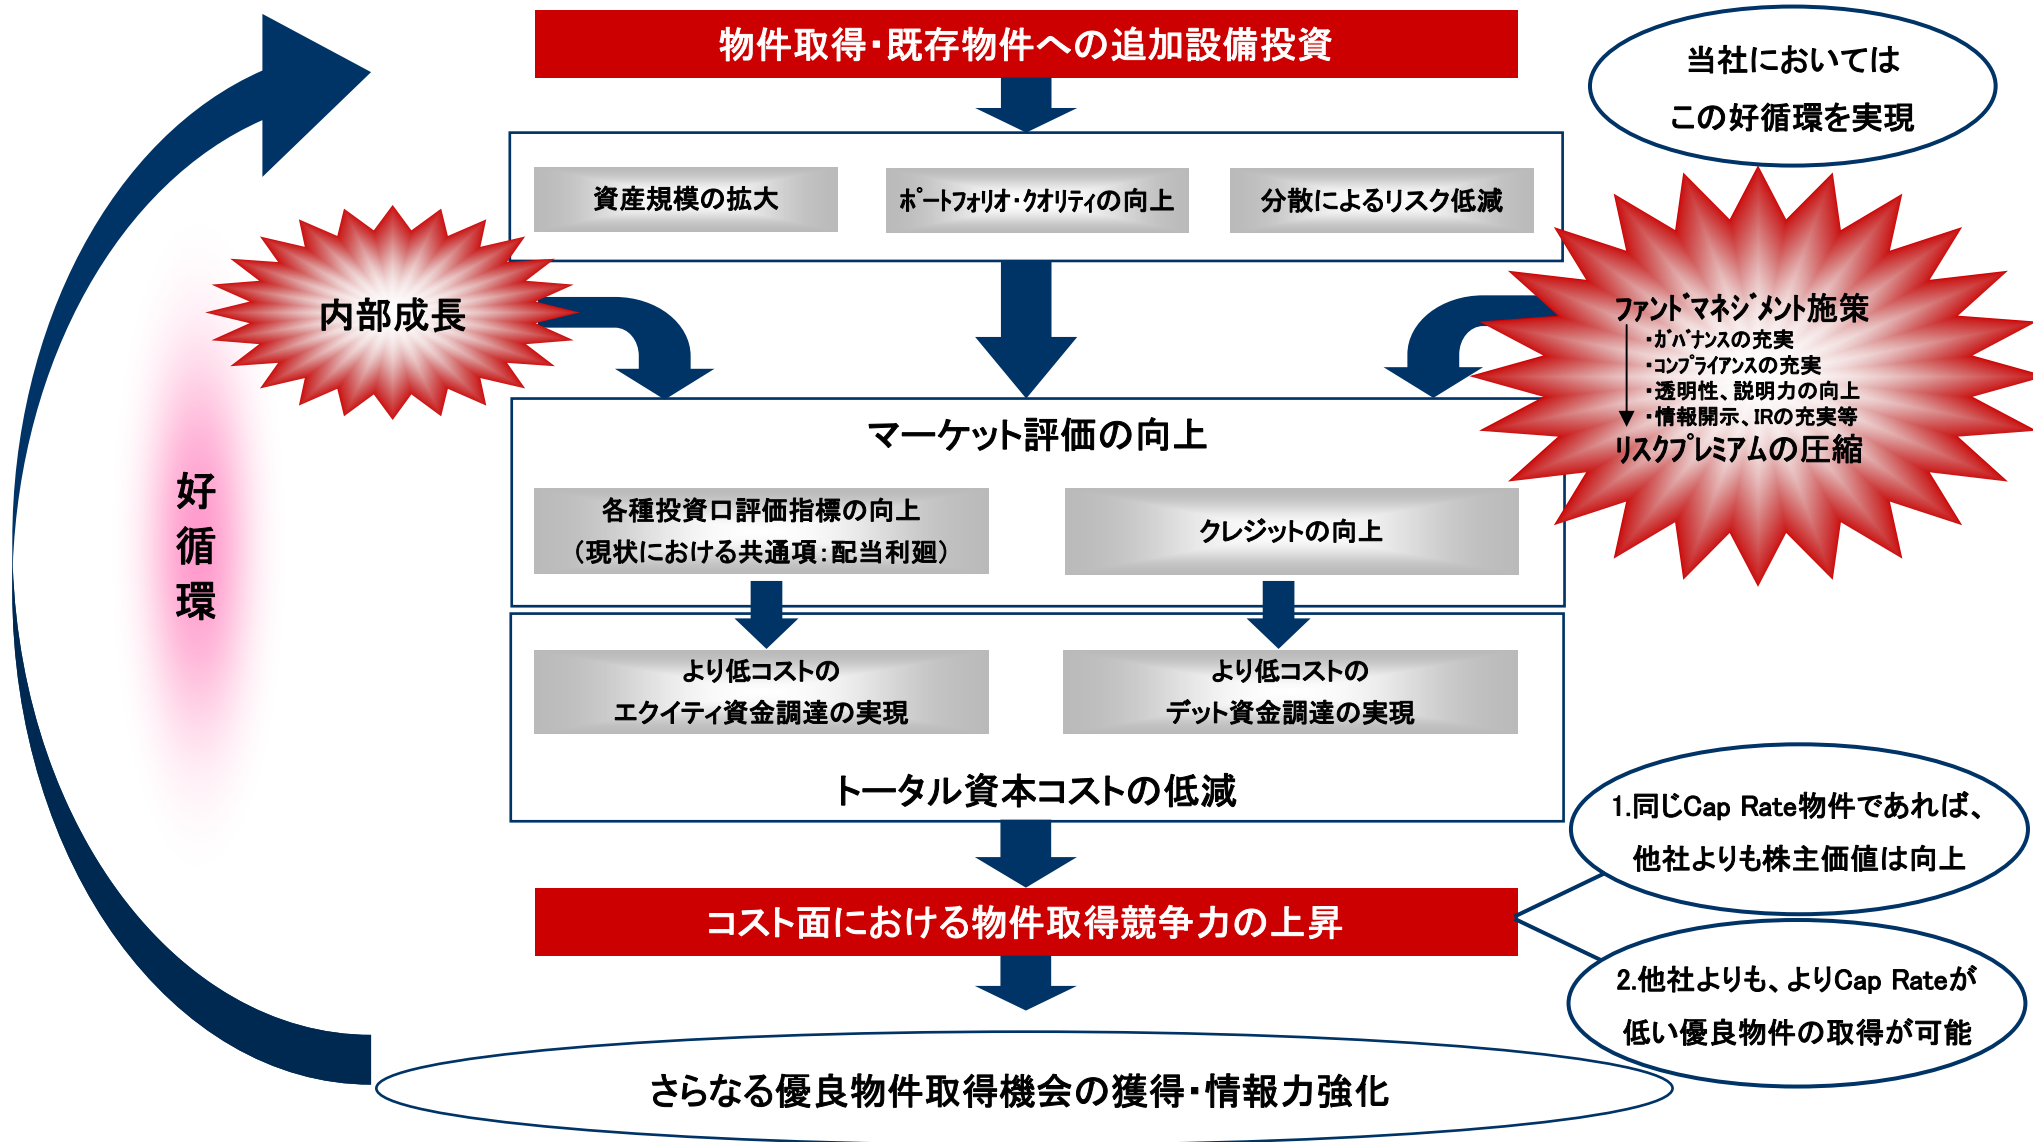 物件取得・既存物件への追加設備投資
当社においては
この好循環を実現
資産規模の拡大
ﾎﾟｰﾄﾌｫﾘｵ・ｸｵﾘﾃｨの向上
分散によるリスク低減
内部成長
ﾌｧﾝﾄﾞﾏﾈｼﾞﾒﾝﾄ施策
・ｶﾞﾊﾞﾅﾝｽの充実
・ｺﾝﾌﾟﾗｲｱﾝｽの充実
・透明性、説明力の向上
・情報開示、IRの充実等
ﾘｽｸﾌﾟﾚﾐｱﾑの圧縮
マーケット評価の向上
各種投資口評価指標の向上
（現状における共通項：配当利廻）
クレジットの向上
好
循
環
より低コストの
エクイティ資金調達の実現
より低コストの
デット資金調達の実現
トータル資本コストの低減
1.同じCap Rate物件であれば、
他社よりも株主価値は向上
コスト面における物件取得競争力の上昇
2.他社よりも、よりCap Rateが
低い優良物件の取得が可能
さらなる優良物件取得機会の獲得・情報力強化